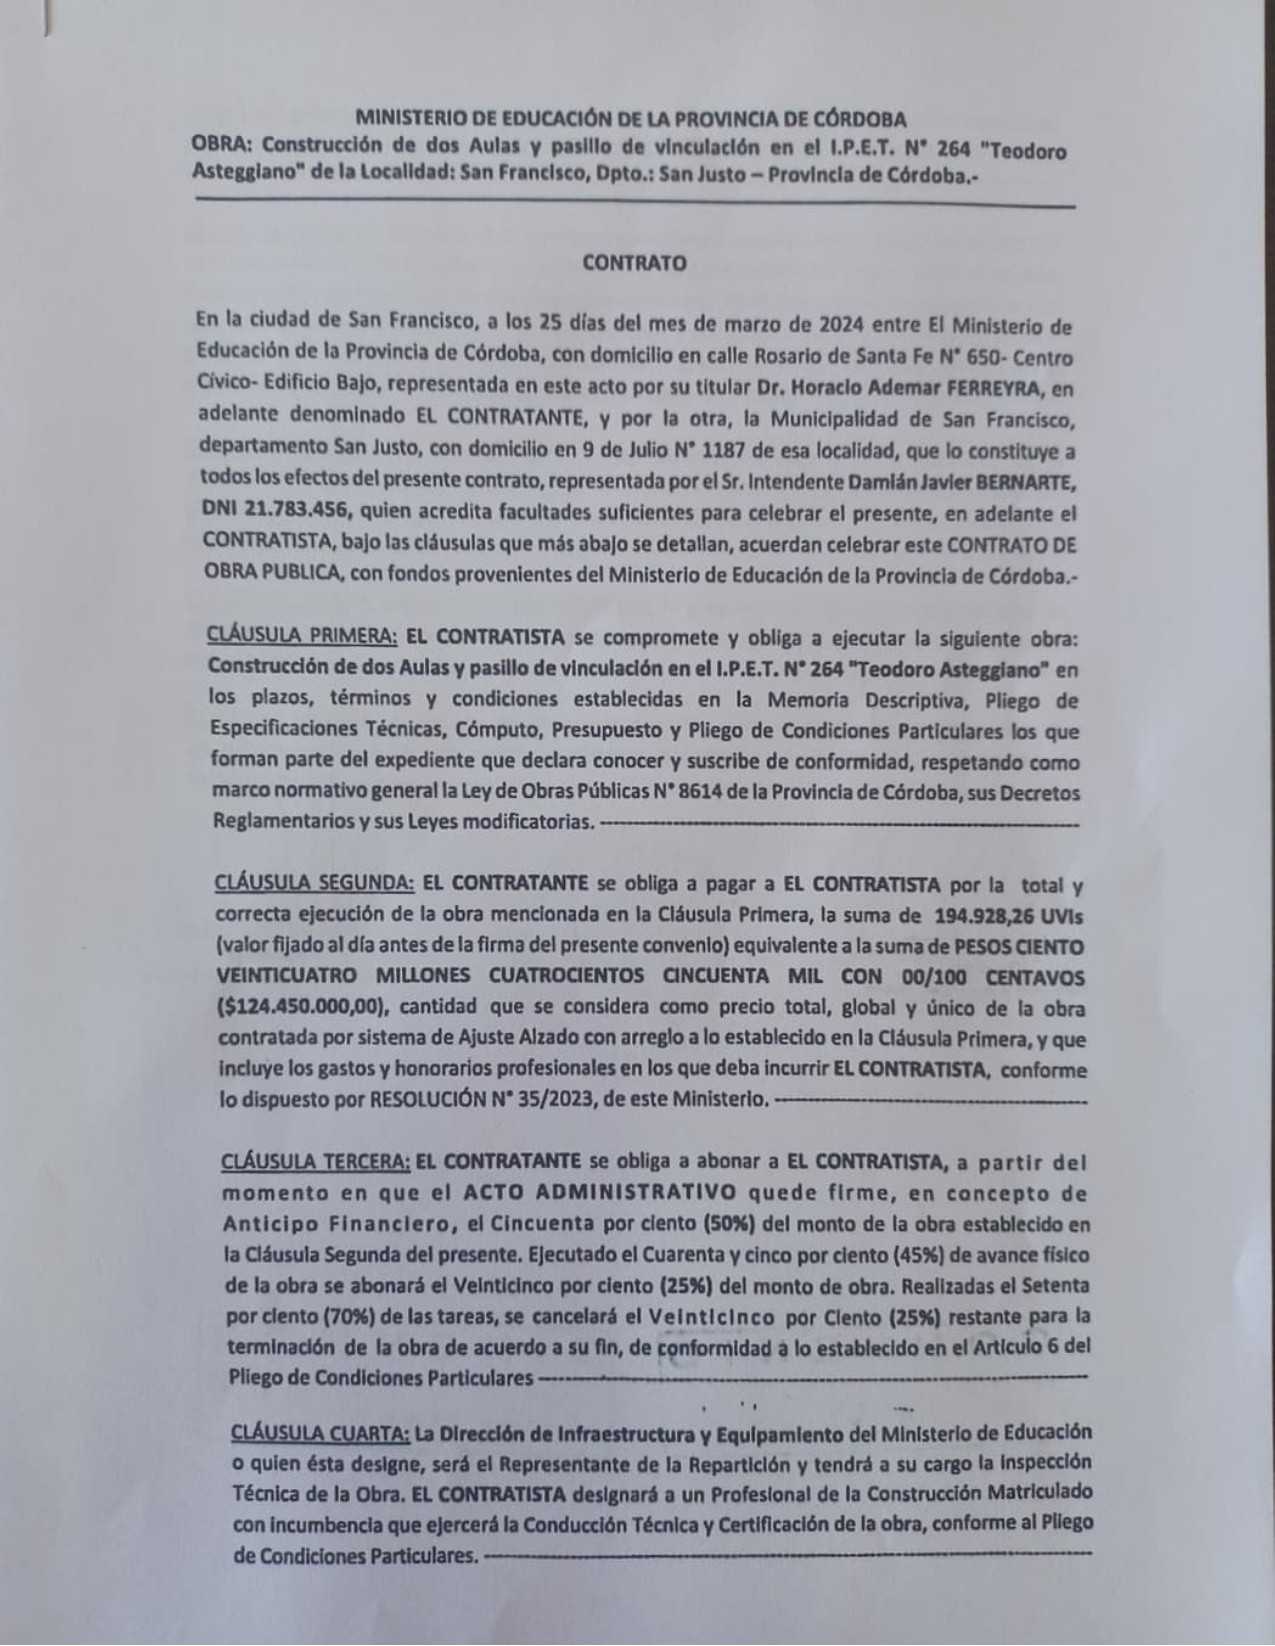 MINISTERIO DE EDUCACIÓN DE LA PROVINCIA DE CÓRDOBA
OBRA: Construcción de dos Aulas y pasillo de vinculación en el I.P.E.T. N° 264 "Teodoro
Asteggiano" de la Localidad: San Francisco, Dpto.: San Justo – Provincia de Córdoba.-
CONTRATO
En la ciudad de San Francisco, a los 25 días del mes de marzo de 2024 entre El Ministerio de
Educación de la Provincia de Córdoba, con domicilio en calle Rosario de Santa Fe N° 650- Centro
Cívico- Edificio Bajo, representada en este acto por su titular Dr. Horacio Ademar FERREYRA, en
adelante denominado EL CONTRATANTE, y por la otra, la Municipalidad de San Francisco,
departamento San Justo, con domicilio en 9 de Julio N° 1187 de esa localidad, que lo constituye a
todos los efectos del presente contrato, representada por el Sr. Intendente Damián Javier BERNARTE,
DNI 21.783.456, quien acredita facultades suficientes para celebrar el presente, en adelante el
CONTRATISTA, bajo las cláusulas que más abajo se detallan, acuerdan celebrar este CONTRATO DE
OBRA PUBLICA, con fondos provenientes del Ministerio de Educación de la Provincia de Córdoba.-
CLÁUSULA PRIMERA: EL CONTRATISTA se compromete y obliga a ejecutar la siguiente obra:
Construcción de dos Aulas y pasillo de vinculación en el I.P.E.T. N° 264 "Teodoro Asteggiano" en
los plazos, términos y condiciones establecidas en la Memoria Descriptiva, Pliego de
Especificaciones Técnicas, Cómputo, Presupuesto y Pliego de Condiciones Particulares los que
forman parte del expediente que declara conocer y suscribe de conformidad, respetando como
marco normativo general la Ley de Obras Públicas N° 8614 de la Provincia de Córdoba, sus Decretos
Reglamentarios y sus Leyes modificatorias. ----------
CLÁUSULA SEGUNDA: EL CONTRATANTE se obliga a pagar a EL CONTRATISTA por la total y
correcta ejecución de la obra mencionada en la Cláusula Primera, la suma de 194.928,26 UVIs
(valor fijado al día antes de la firma del presente convenio) equivalente a la suma de PESOS CIENTO
VEINTICUATRO MILLONES CUATROCIENTOS CINCUENTA MIL CON 00/100 CENTAVOS
($124.450.000,00), cantidad que se considera como precio total, global y único de la obra
contratada por sistema de Ajuste Alzado con arreglo a lo establecido en la Cláusula Primera, y que
incluye los gastos y honorarios profesionales en los que deba incurrir EL CONTRATISTA, conforme
lo dispuesto por RESOLUCIÓN N° 35/2023, de este Ministerio. ----------
CLÁUSULA TERCERA: EL CONTRATANTE se obliga a abonar a EL CONTRATISTA, a partir del
momento en que el ACTO ADMINISTRATIVO quede firme, en concepto de
Anticipo Financiero, el Cincuenta por ciento (50%) del monto de la obra establecido en
la Cláusula Segunda del presente. Ejecutado el Cuarenta y cinco por ciento (45%) de avance físico
de la obra se abonará el Veinticinco por ciento (25%) del monto de obra. Realizadas el Setenta
por ciento (70%) de las tareas, se cancelará el Veinticinco por Ciento (25%) restante para la
terminación de la obra de acuerdo a su fin, de conformidad a lo establecido en el Artículo 6 del
Pliego de Condiciones Particulares ----------
CLÁUSULA CUARTA: La Dirección de Infraestructura y Equipamiento del Ministerio de Educación
o quien ésta designe, será el Representante de la Repartición y tendrá a su cargo la Inspección
Técnica de la Obra. EL CONTRATISTA designará a un Profesional de la Construcción Matriculado
con incumbencia que ejercerá la Conducción Técnica y Certificación de la obra, conforme al Pliego
de Condiciones Particulares. ----------